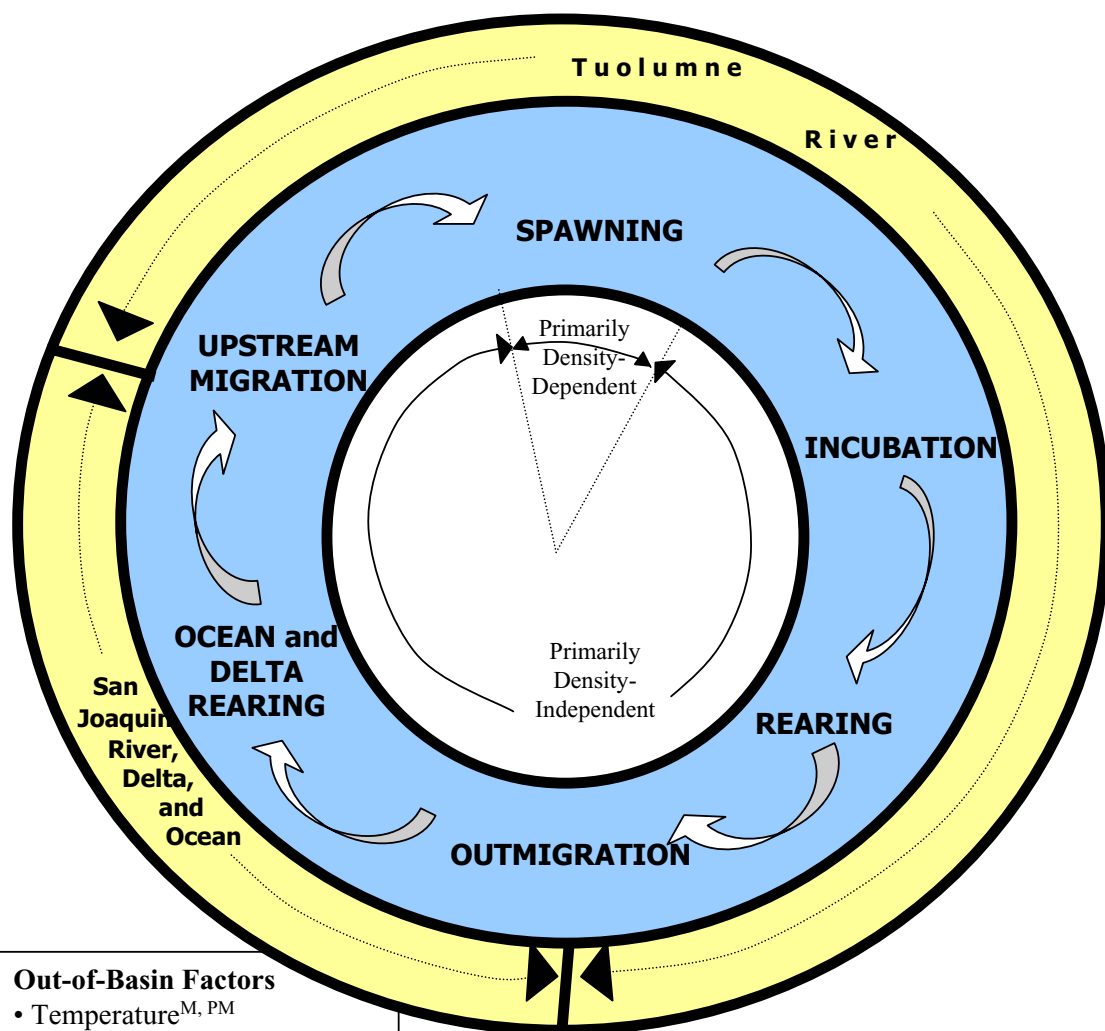 Tuolumne
River
SPAWNING
Primarily
Density-
Dependent
UPSTREAM
MIGRATION
INCUBATION
OCEAN and
DELTA
REARING
Primarily
Density-
Independent
San
Joaquin
River,
Delta,
and
Ocean
REARING
OUTMIGRATION
Out-of-Basin Factors
• Temperature^M, PM